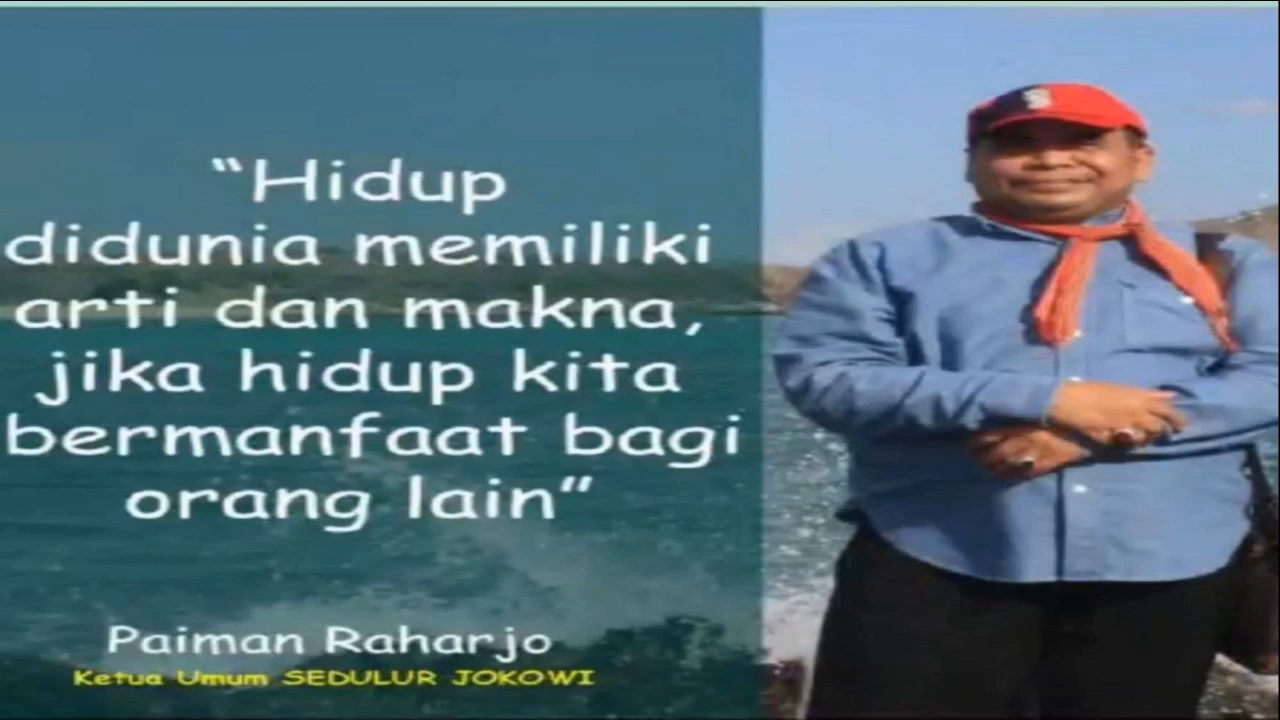 “Hidup
didunia memiliki
arti dan makna,
jika hidup kita
bermanfaat bagi
orang lain”
Paiman Raharjo
Ketua Umum SEDULUR JOKOWI